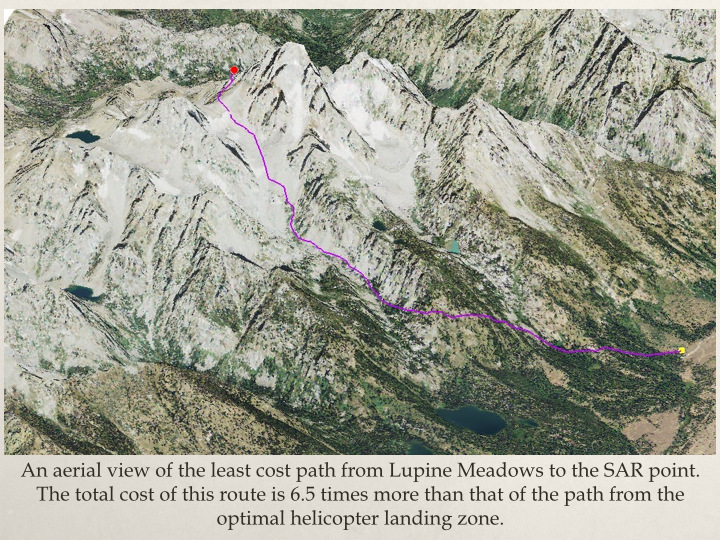 An aerial view of the least cost path from Lupine Meadows to the SAR point.
The total cost of this route is 6.5 times more than that of the path from the
optimal helicopter landing zone.